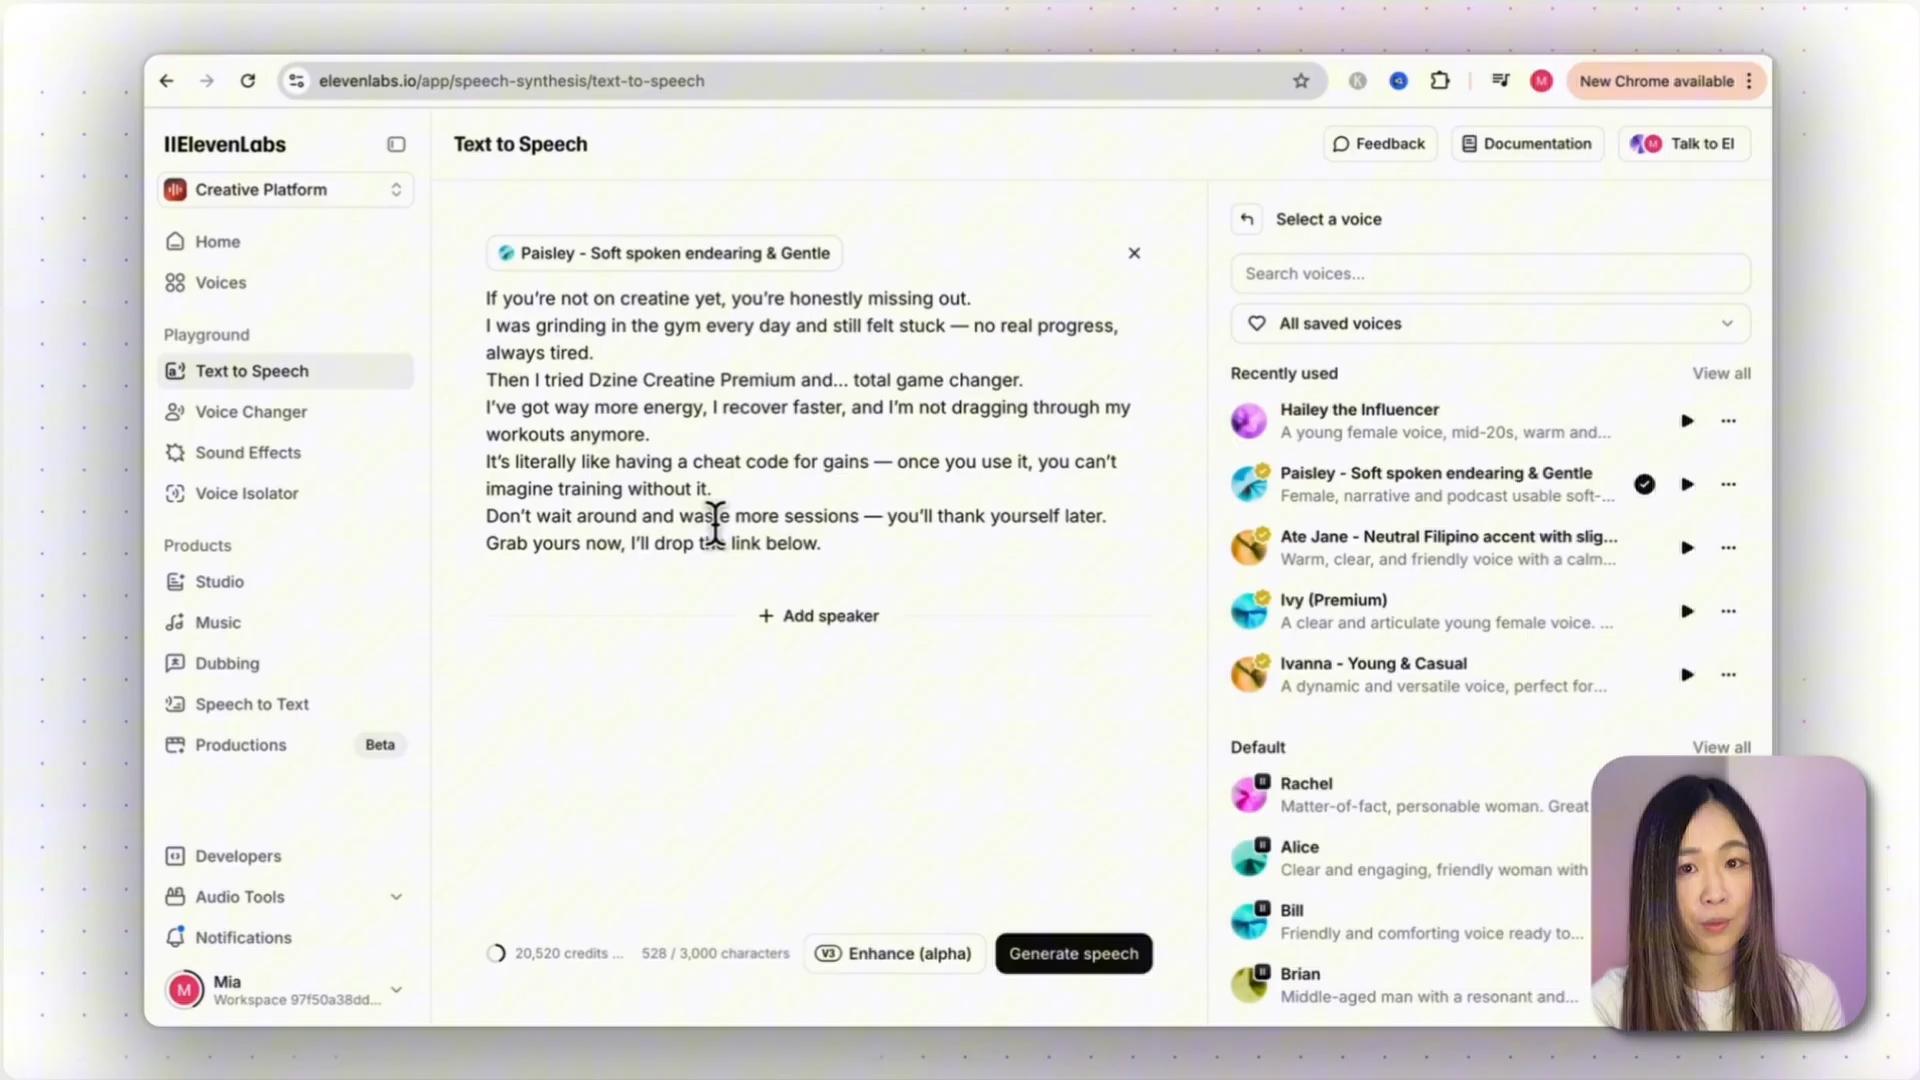 elevenlabs.io/app/speech-synthesis/text-to-speech
K
M
New Chrome available
IIElevenLabs
Creative Platform
Home
Voices
Playground
Text to Speech
Voice Changer
Sound Effects
Voice Isolator
Products
Studio
Music
Dubbing
Speech to Text
Productions
Beta
Developers
Audio Tools
Notifications
M
Mia
Workspace 97f50a38dd...
Text to Speech
Feedback
Documentation
M
Talk to El
Paisley - Soft spoken endearing & Gentle
If you're not on creatine yet, you're honestly missing out.
I was grinding in the gym every day and still felt stuck — no real progress,
always tired.
Then I tried Dzine Creatine Premium and... total game changer.
I've got way more energy, I recover faster, and I'm not dragging through my
workouts anymore.
It's literally like having a cheat code for gains — once you use it, you can't
imagine training without it.
Don't wait around and waste more sessions — you'll thank yourself later.
Grab yours now, I'll drop the link below.
+ Add speaker
20,520 credits ...
528 / 3,000 characters
V3 Enhance (alpha)
Generate speech
Select a voice
Search voices...
All saved voices
Recently used
View all
Hailey the Influencer
A young female voice, mid-20s, warm and...
Paisley - Soft spoken endearing & Gentle
Female, narrative and podcast usable soft-...
Ate Jane - Neutral Filipino accent with slig...
Warm, clear, and friendly voice with a calm...
Ivy (Premium)
A clear and articulate young female voice. ...
Ivanna - Young & Casual
A dynamic and versatile voice, perfect for...
Default
View all
Rachel
Matter-of-fact, personable woman. Great
Alice
Clear and engaging, friendly woman with
Bill
Friendly and comforting voice ready to...
Brian
Middle-aged man with a resonant and...